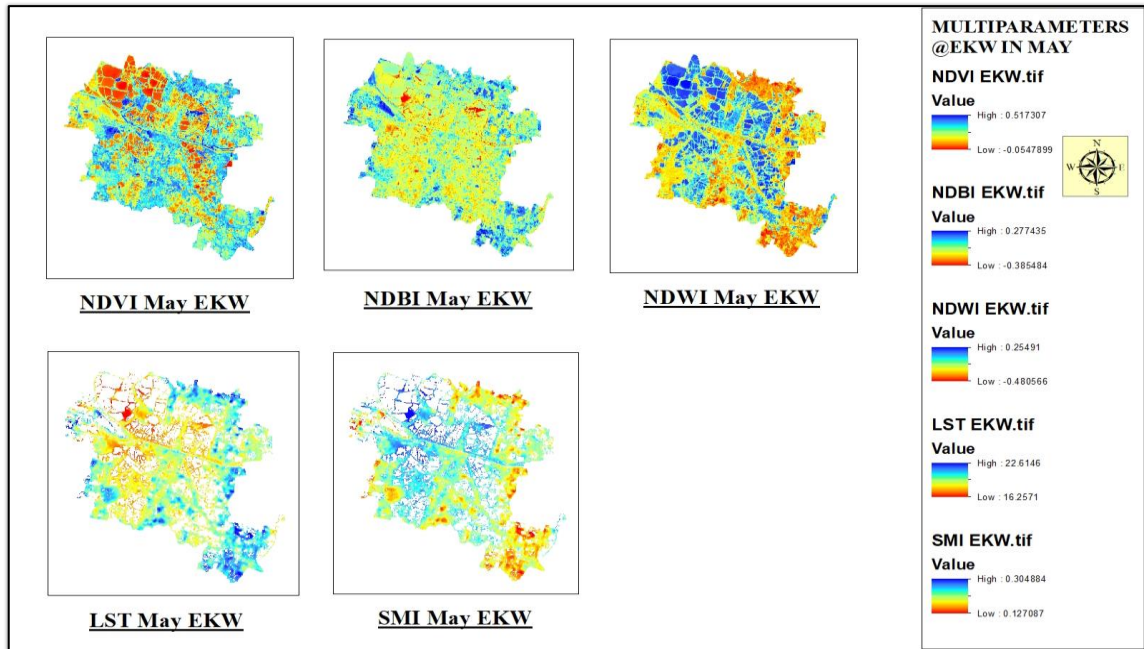 NDVI May EKW
NDBI May EKW
NDWI May EKW
LST May EKW
SMI May EKW
MULTIPARAMETERS
@EKW IN MAY
NDVI EKW.tif
Value
High : 0.517307
Low : -0.0547899
N
W E
S
NDBI EKW.tif
Value
High : 0.277435
Low : -0.385484
NDWI EKW.tif
Value
High : 0.25491
Low : -0.480566
LST EKW.tif
Value
High : 22.6146
Low : 16.2571
SMI EKW.tif
Value
High : 0.304884
Low : 0.127087